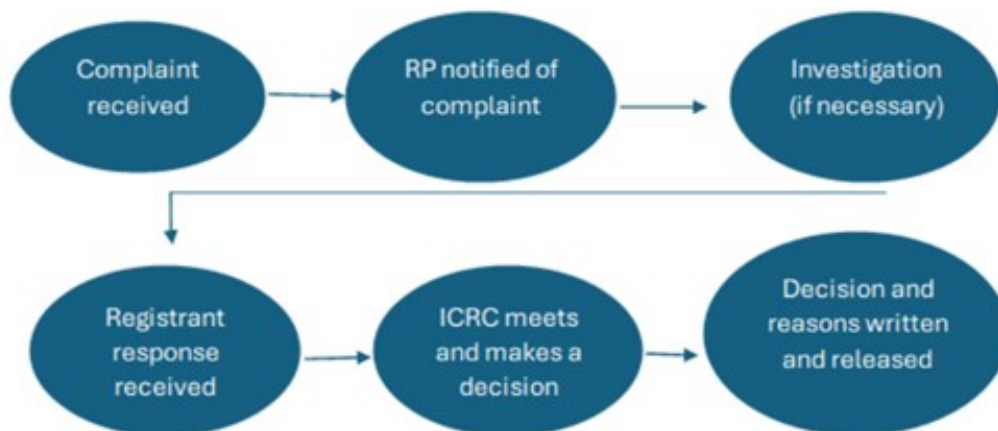 Complaint
received
RP notified of
complaint
Investigation
(if necessary)
Registrant
response
received
ICRC meets
and makes a
decision
Decision and
reasons written
and released